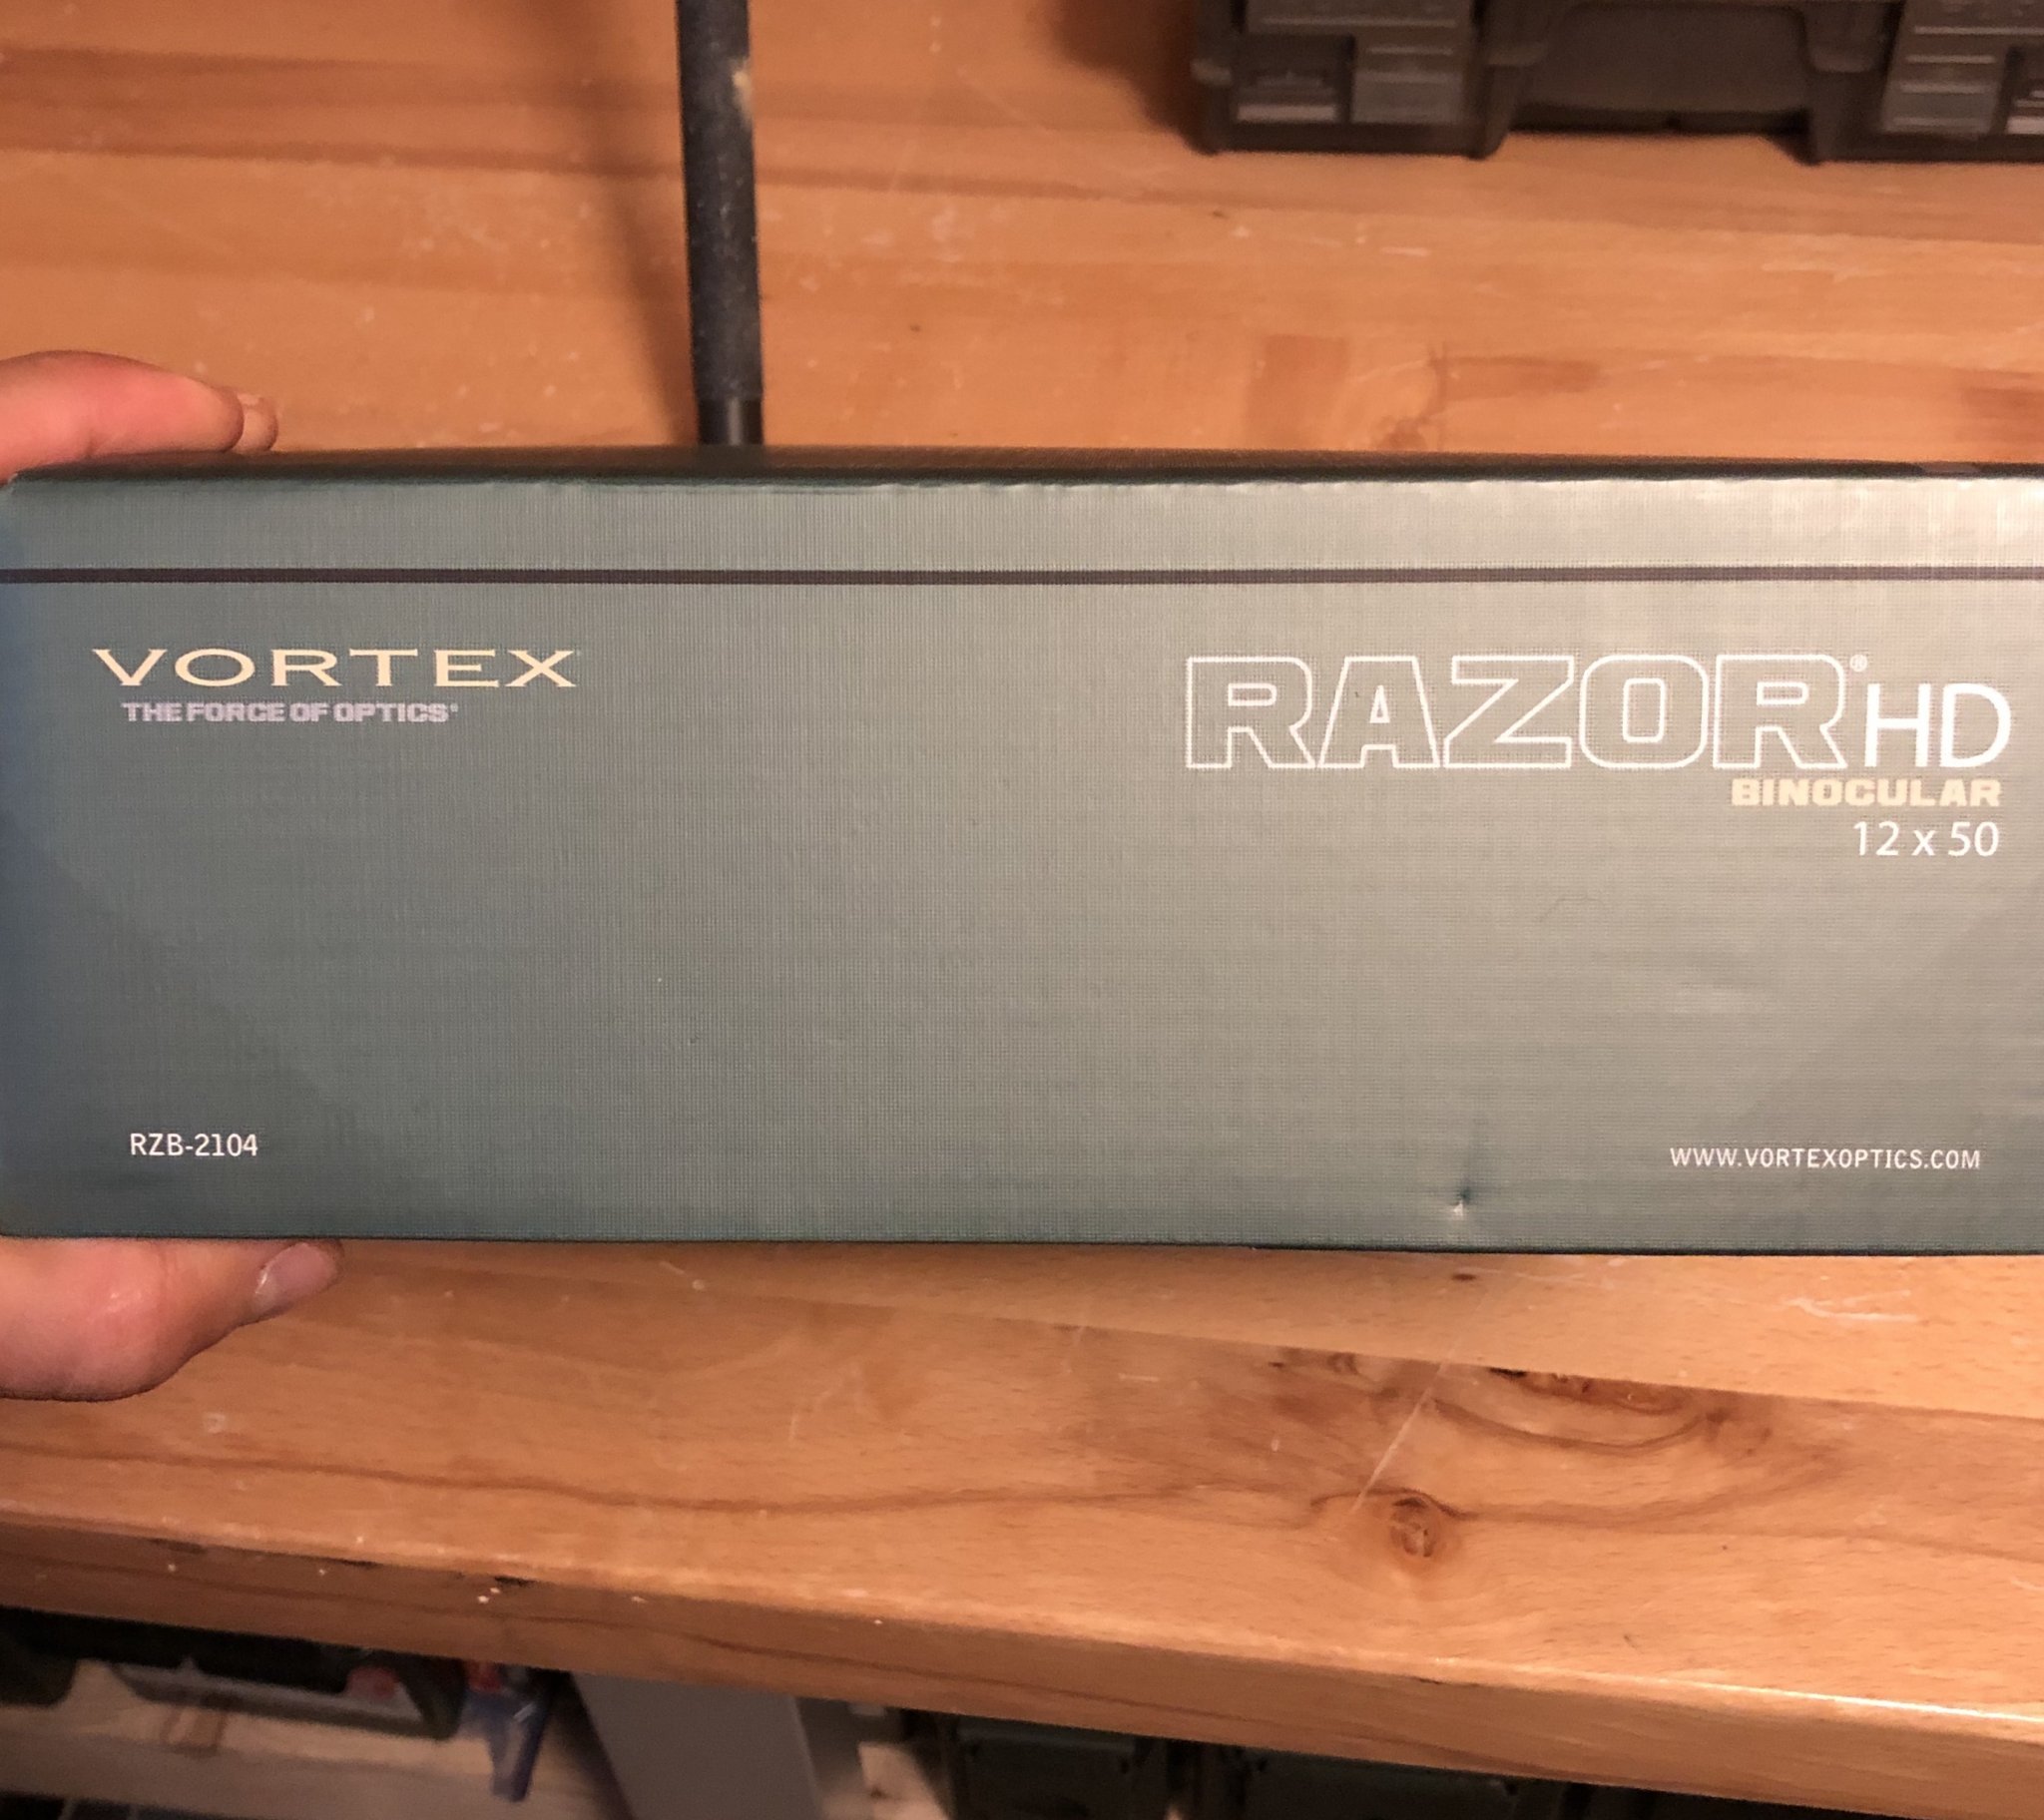 VORTEX
THE FORCE OF OPTICS®
RAZOR® HD
BINOCULAR
12 x 50
RZB-2104
WWW.VORTEXOPTICS.COM